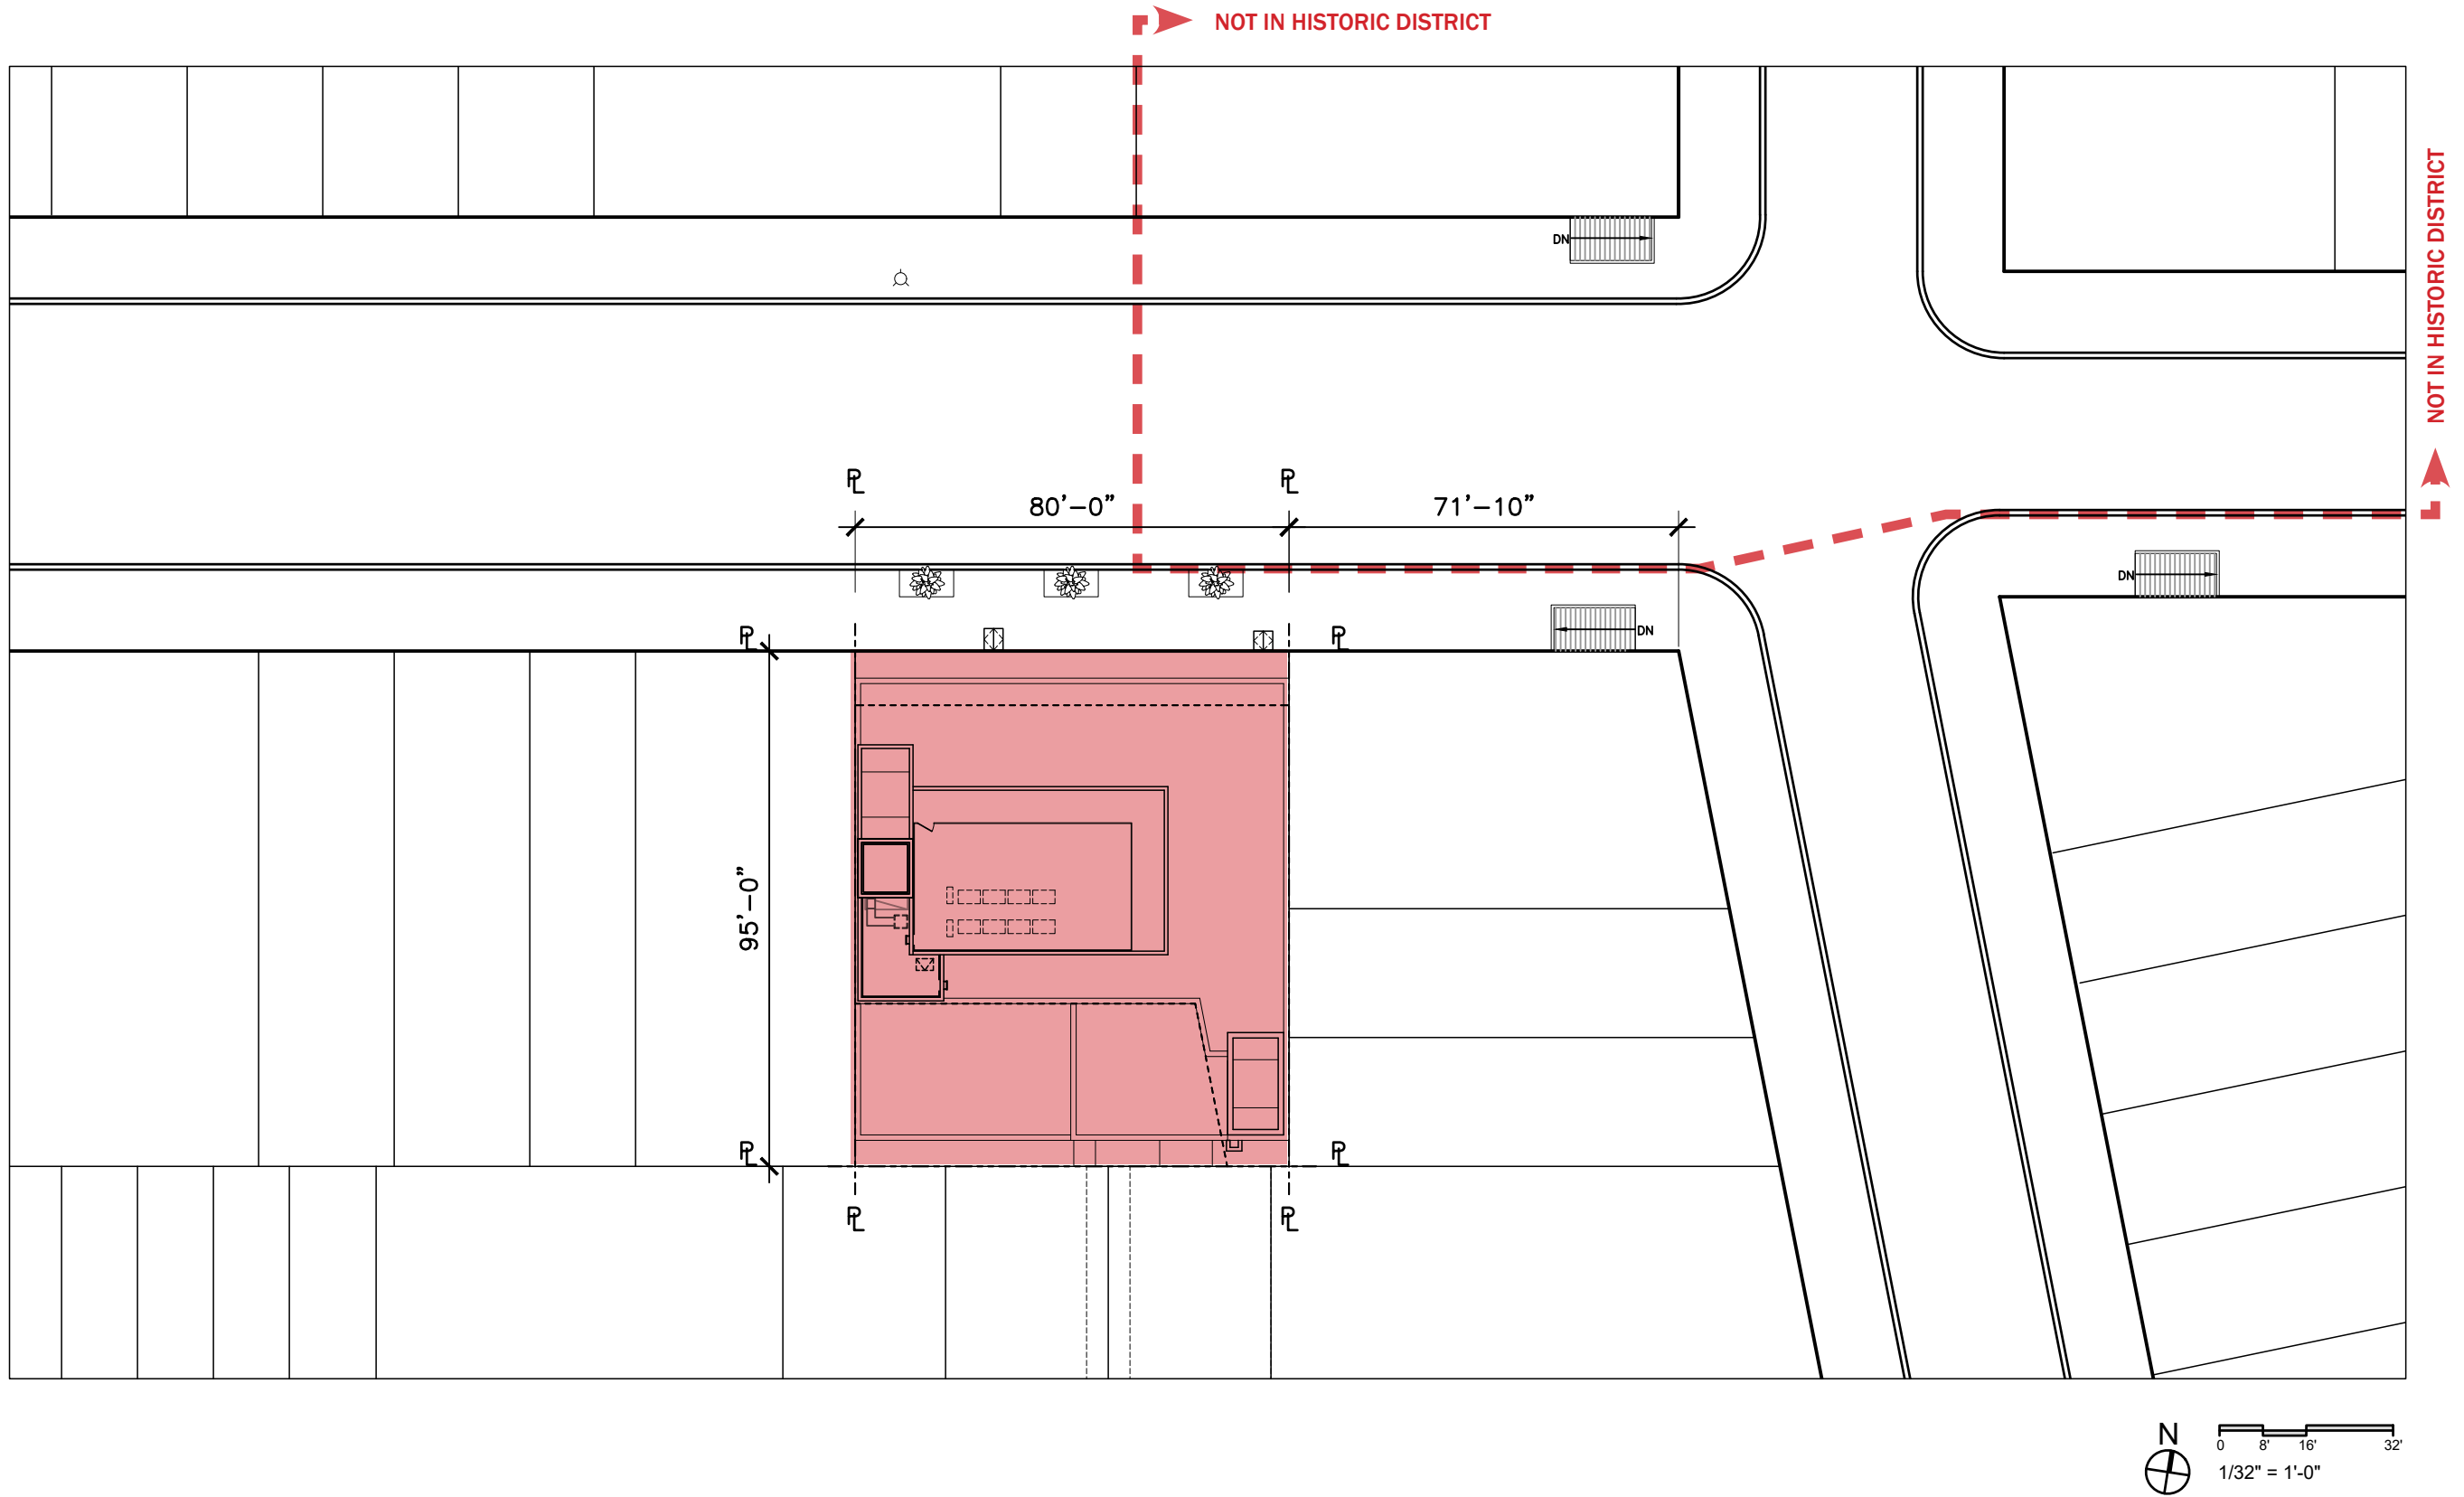 NOT IN HISTORIC DISTRICT
NOT IN HISTORIC DISTRICT
DN
PL
PL
80'-0"
71'-10"
DN
PL
PL
DN
95'-0"
PL
PL
PL
PL
N
0 8' 16' 32'
1/32" = 1'-0"